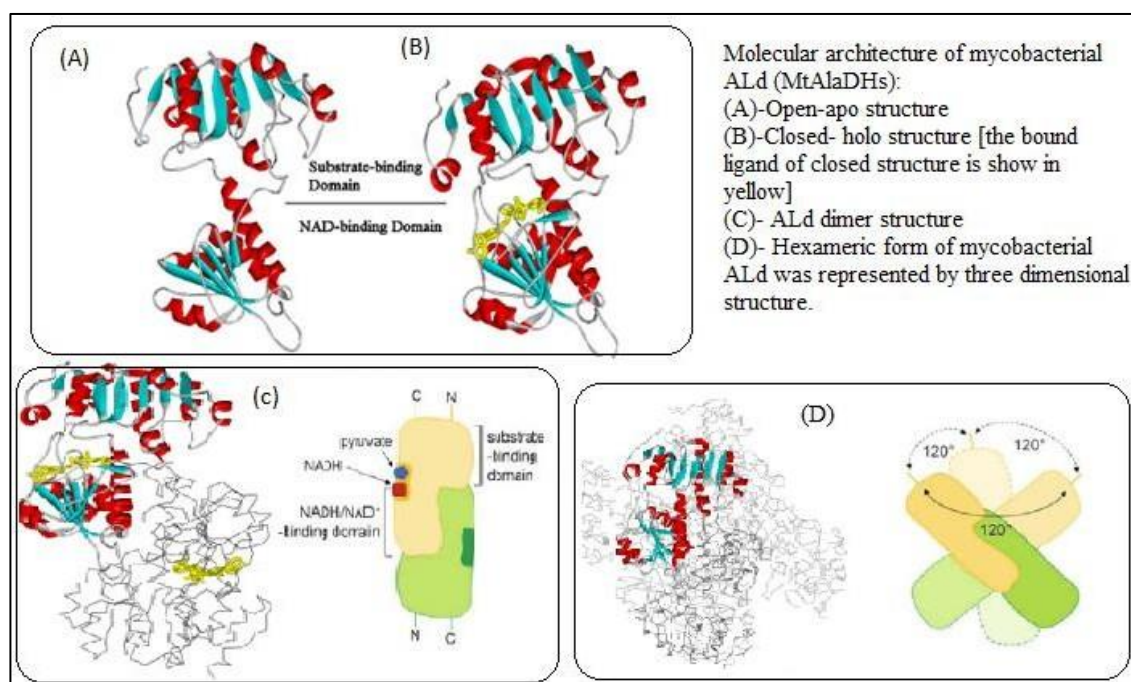 (A)
(B)
Substrate-binding
Domain
NAD-binding Domain
Molecular architecture of mycobacterial
ALd (MtAlaDHs):
(A)-Open-apo structure
(B)-Closed- holo structure [the bound
ligand of closed structure is show in
yellow]
(C)- ALd dimer structure
(D)- Hexameric form of mycobacterial
ALd was represented by three dimensional
structure.
(c)
C N
pyruvate
NADH
NADH/NAD⁺
-Binding domain
substrate
-binding
domain
N C
(D)
120°
120°
120°